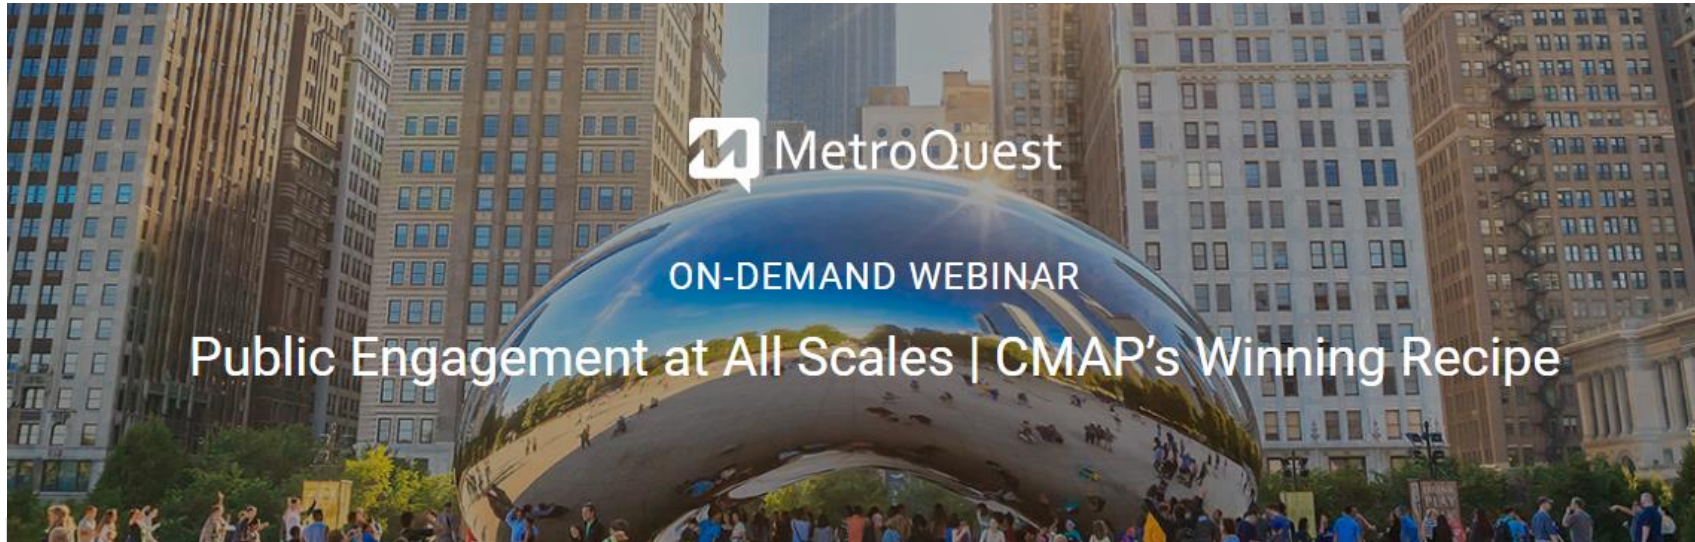 MetroQuest
ON-DEMAND WEBINAR
Public Engagement at All Scales | CMAP's Winning Recipe